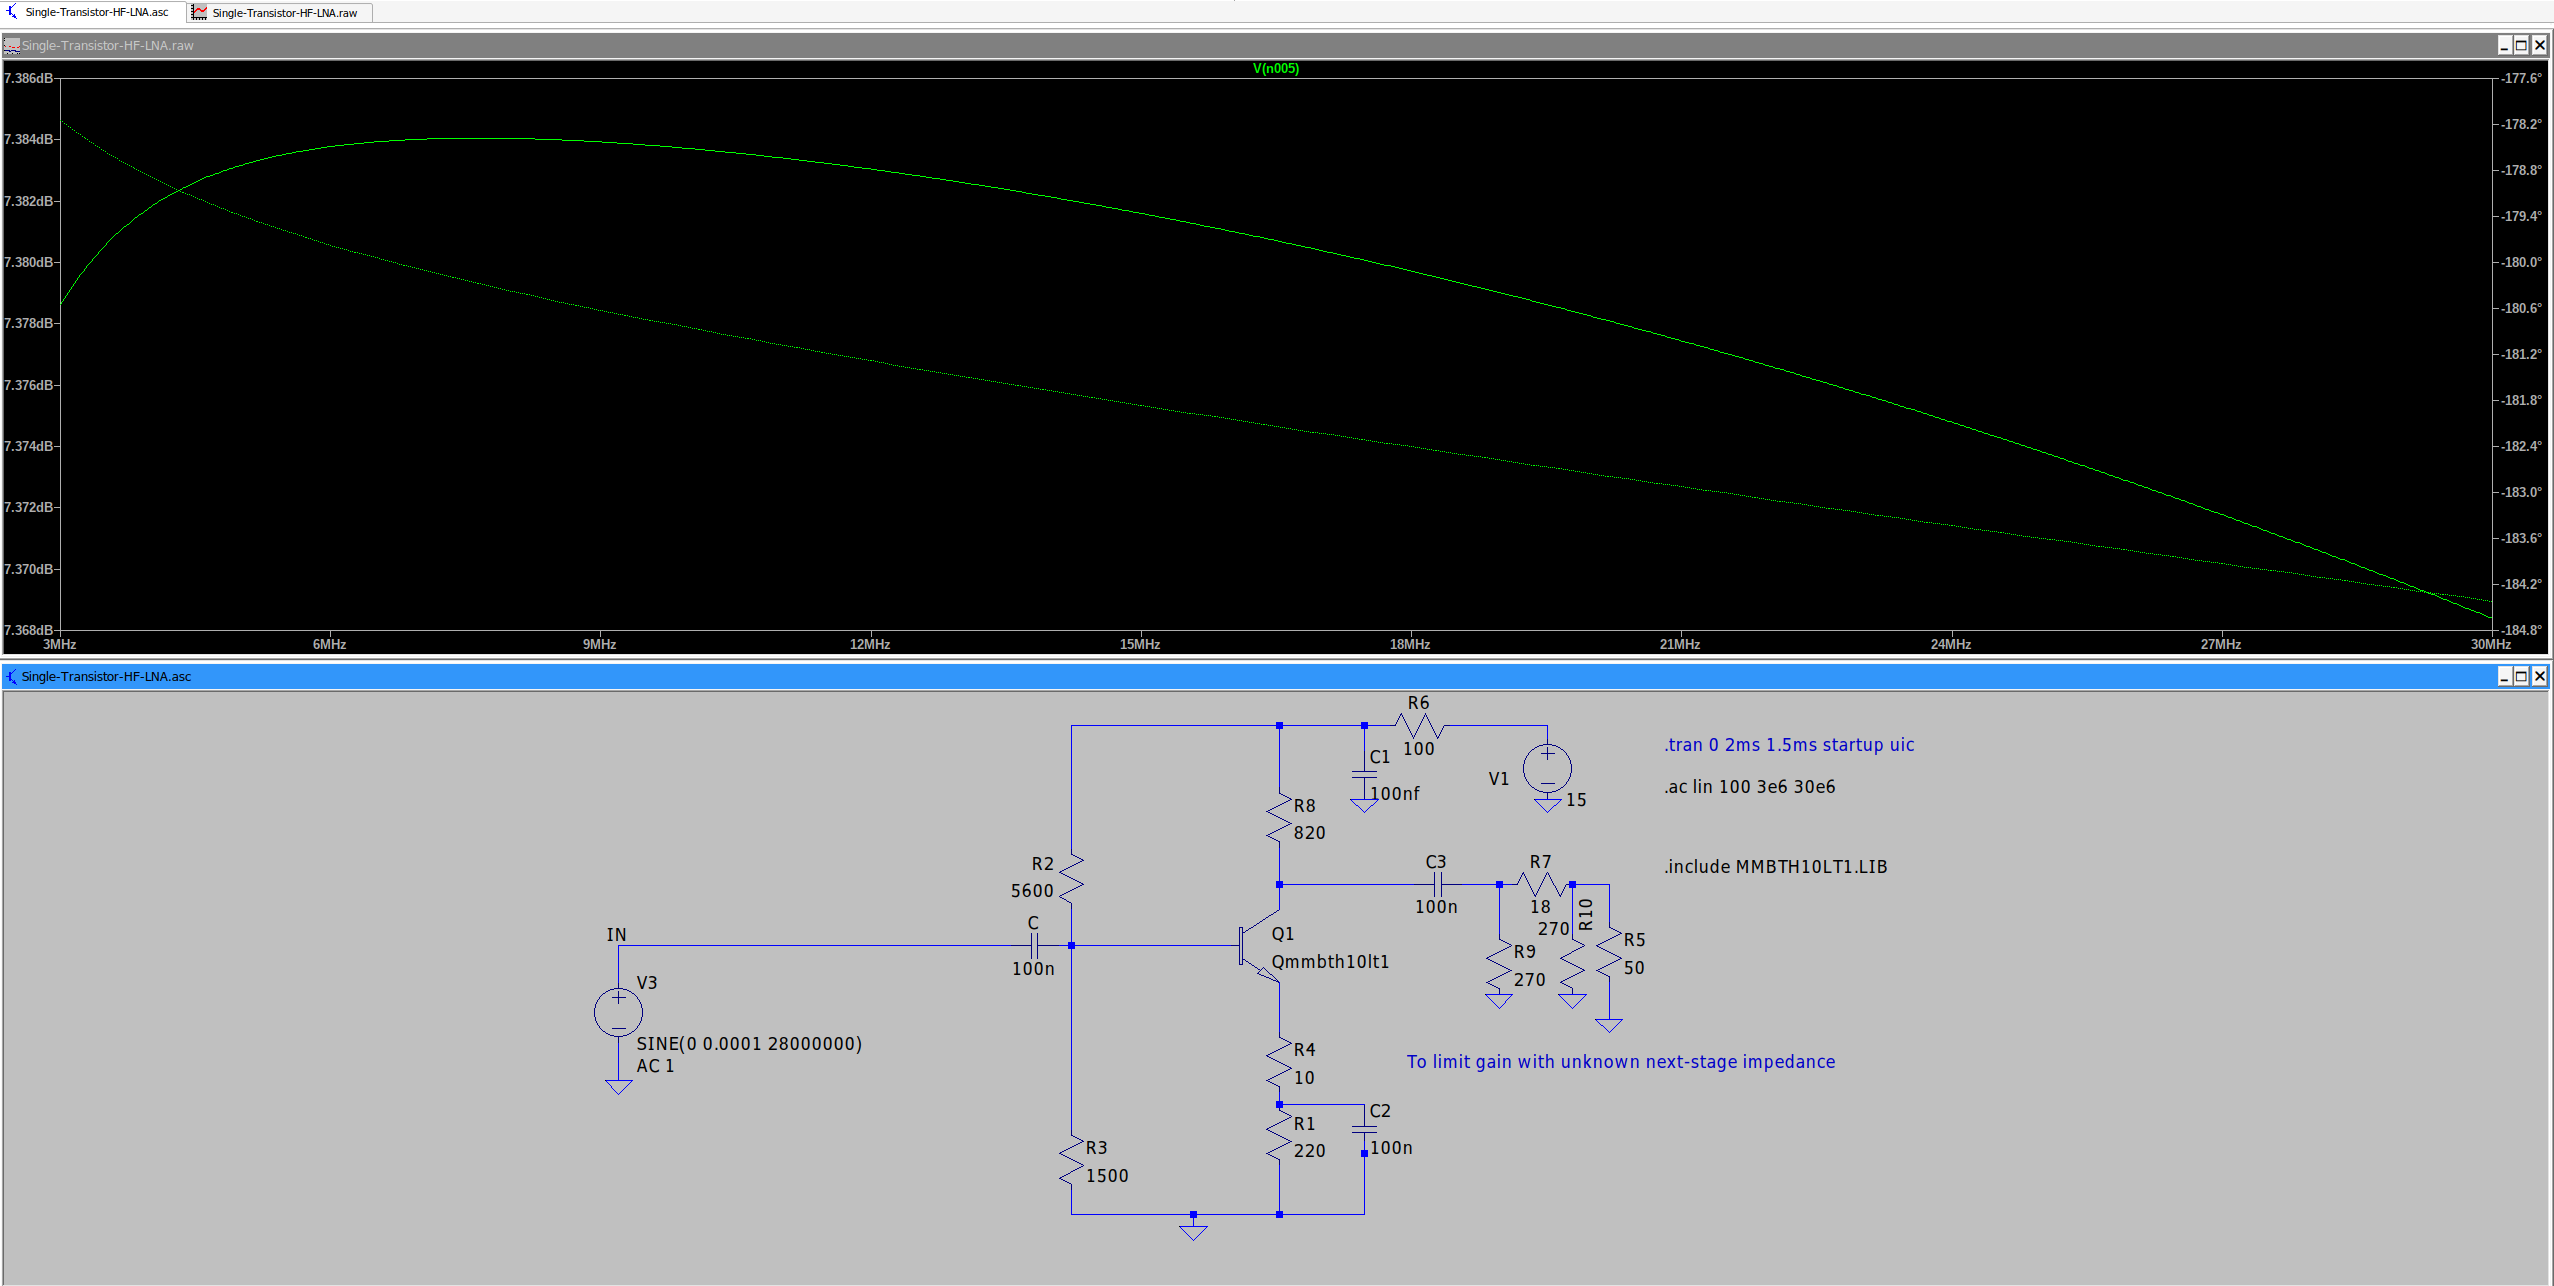 Single-Transistor-HF-LNA.asc
Single-Transistor-HF-LNA.raw
Single-Transistor-HF-LNA.raw
V(n005)
7.386dB
7.384dB
7.382dB
7.380dB
7.378dB
7.376dB
7.374dB
7.372dB
7.370dB
7.368dB
-177.6°
-178.2°
-178.8°
-179.4°
-180.0°
-180.6°
-181.2°
-181.8°
-182.4°
-183.0°
-183.6°
-184.2°
-184.8°
3MHz
6MHz
9MHz
12MHz
15MHz
18MHz
21MHz
24MHz
27MHz
30MHz
Single-Transistor-HF-LNA.asc
R6
100
C1
100nf
V1
15
.tran 0 2ms 1.5ms startup uic
.ac lin 100 3e6 30e6
.include MMBTH10LT1.LIB
R8
820
R2
5600
C3
100n
R7
18
R10
270
R9
270
R5
50
IN
C
100n
Q1
Qmmbth10lt1
V3
SINE(0 0.0001 28000000)
AC 1
R4
10
To limit gain with unknown next-stage impedance
R1
220
C2
100n
R3
1500